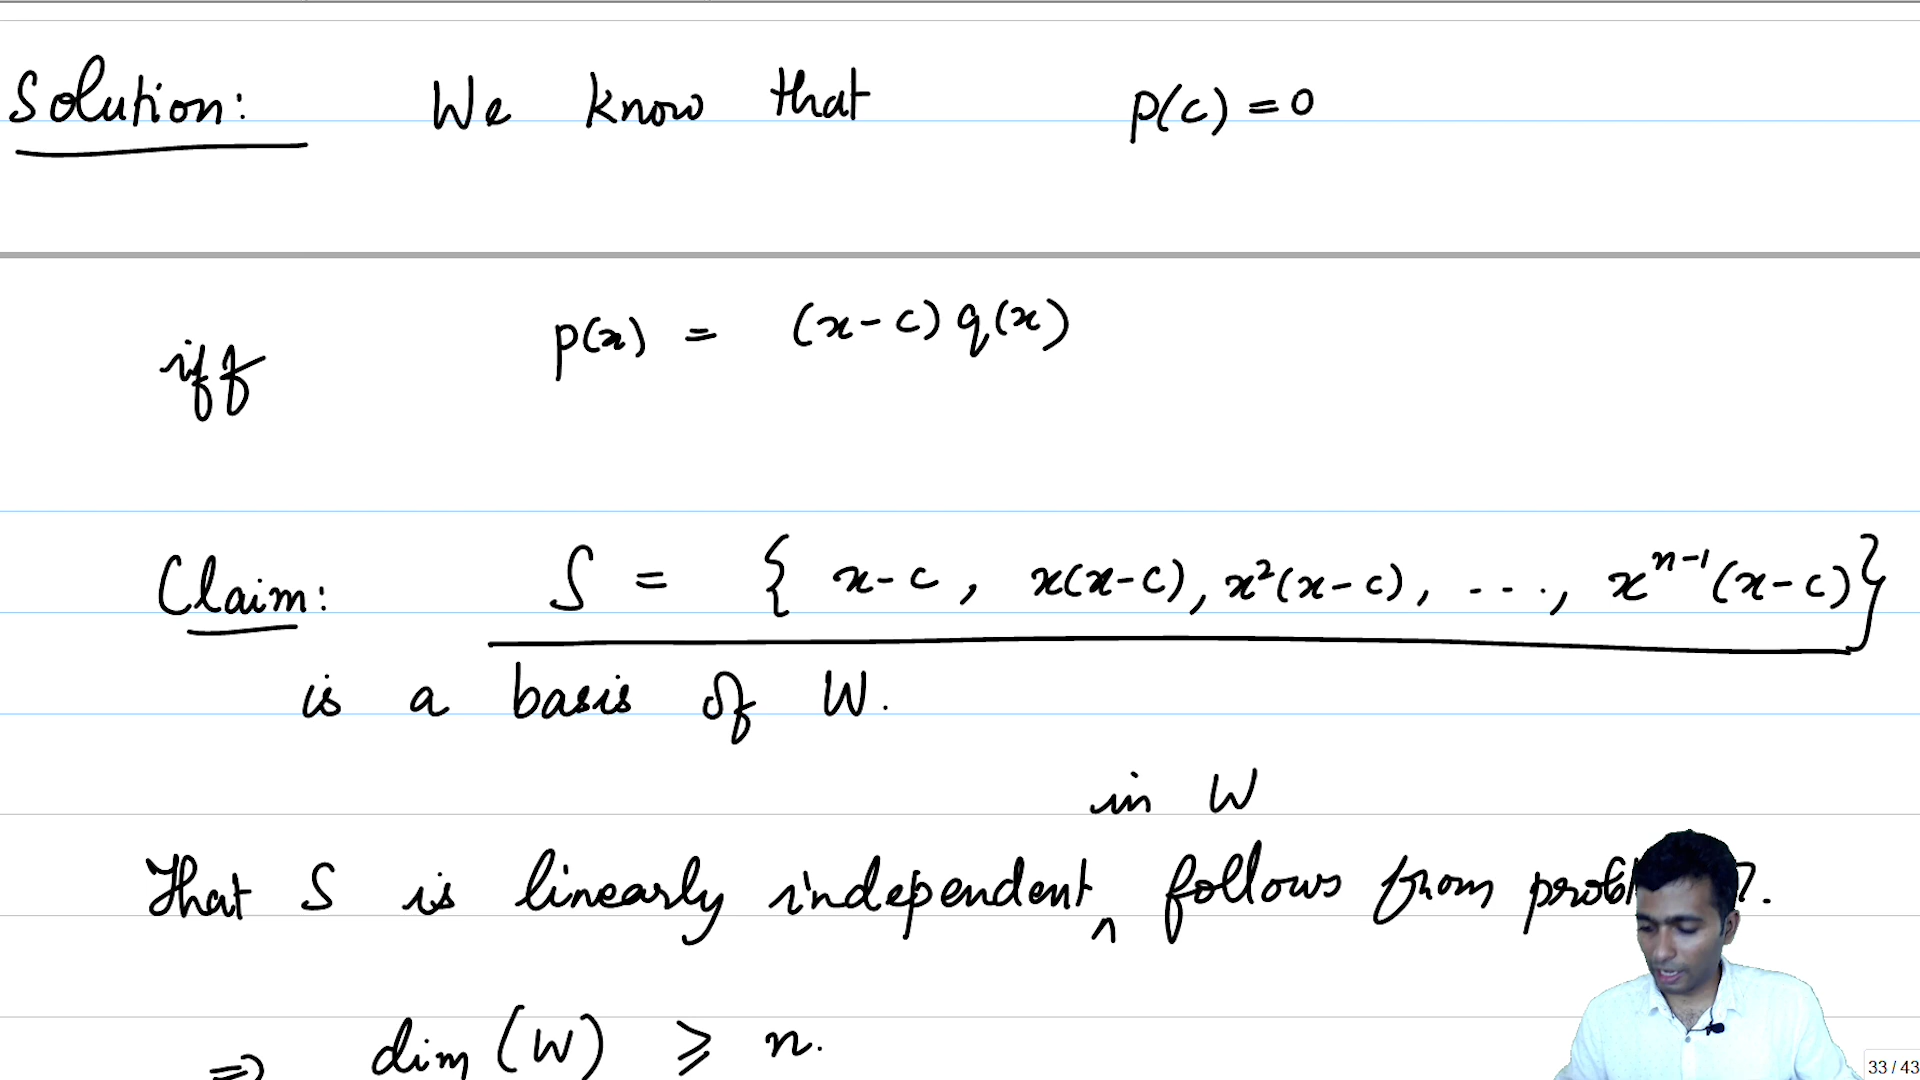 Solution: We know that p(c) = 0
iff p(x) = (x-c) q(x)
Claim: S = { x-c, x(x-c), x²(x-c), ..., xⁿ⁻¹(x-c)}
is a basis of W.
in W
That S is linearly independent ^ follows from
⇒ dim (W) ⩾ n.
33 / 43